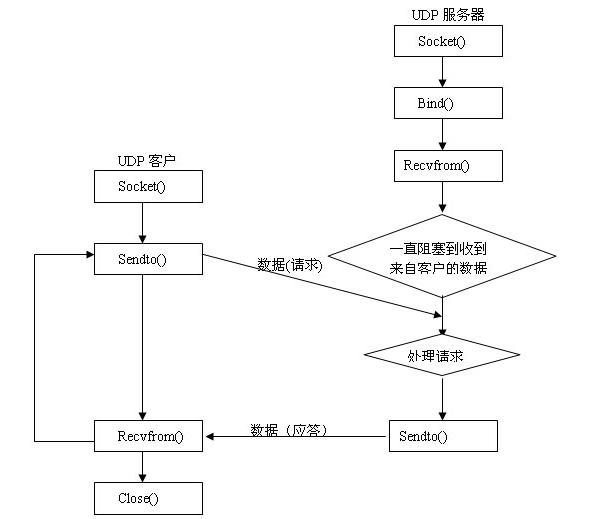 UDP 服务器
Socket()
Bind()
Recvfrom()
一直阻塞到收到
来自客户的数据
处理请求
Sendto()
UDP 客户
Socket()
Sendto()
数据(请求)
数据（应答）
Recvfrom()
Close()